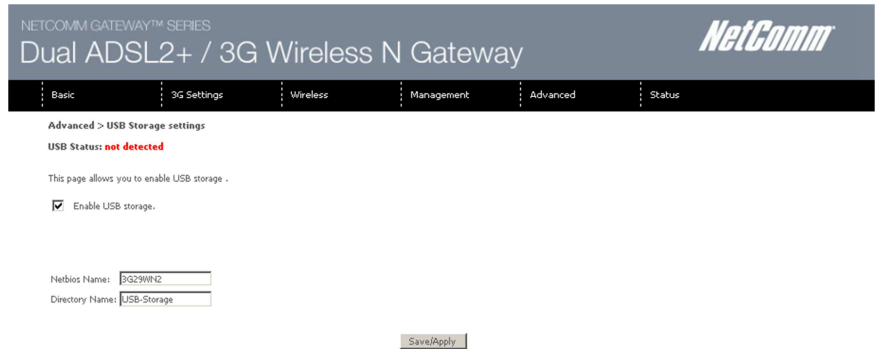 NETCOMM GATEWAY™ SERIES
Dual ADSL2+ / 3G Wireless N Gateway
NetComm
Basic 3G Settings Wireless Management Advanced Status
Advanced > USB Storage settings
USB Status: not detected
This page allows you to enable USB storage .
Enable USB storage.
Netbios Name: 3G29WN2
Directory Name: USB-Storage
Save/Apply